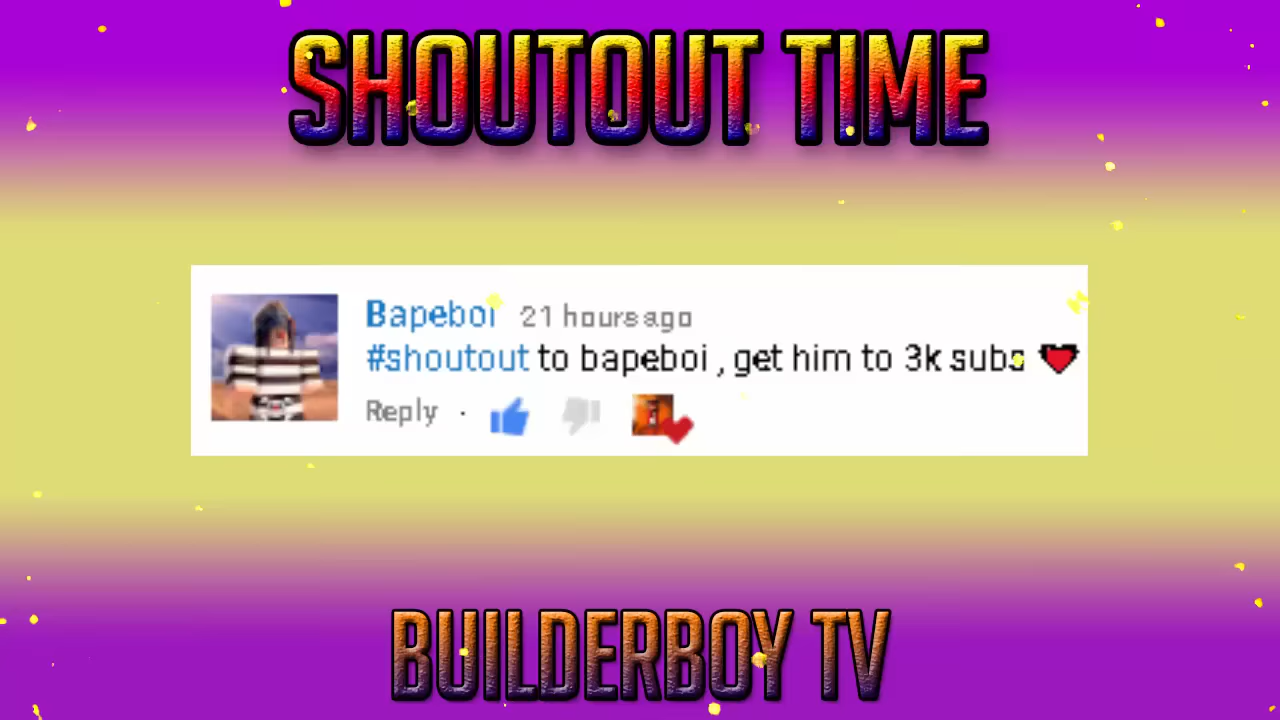 SHOUTOUT TIME
Bapeboi 21 hours ago
#shoutout to bapeboi , get him to 3k subs ❤
Reply ·
BUILDERBOY TV